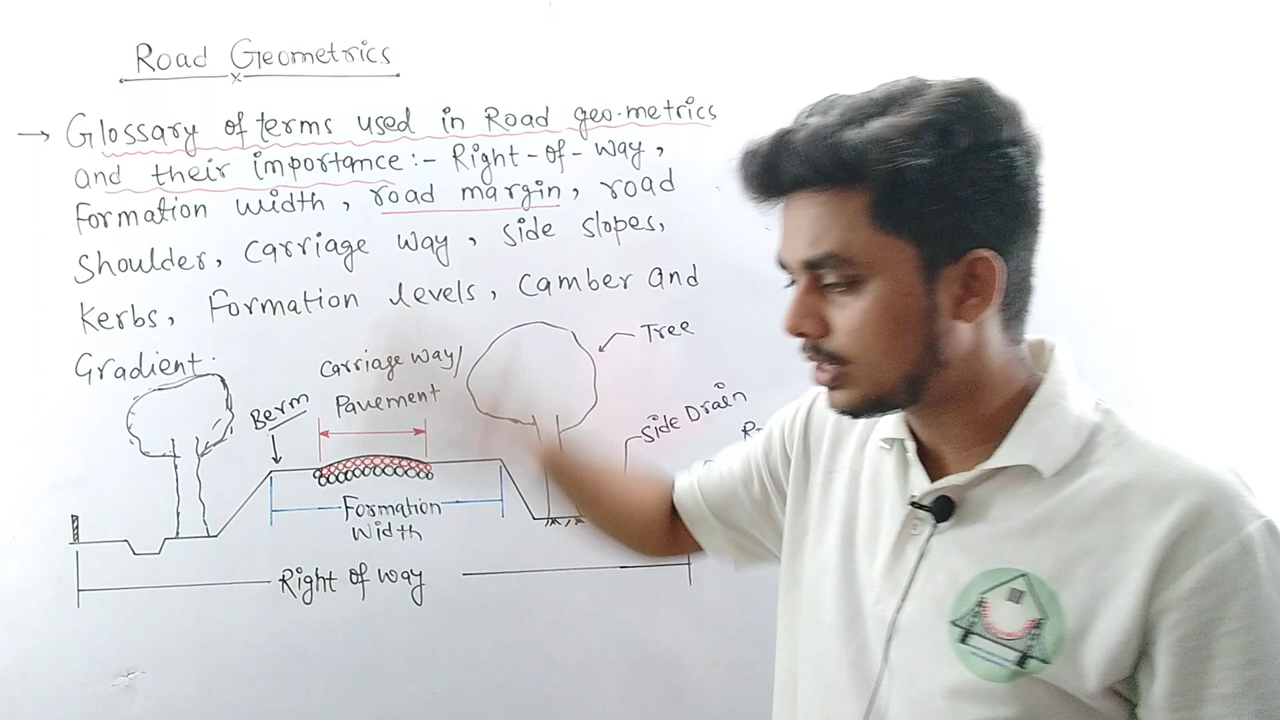 Road Geometrics
→ Glossary of terms used in Road geo-metrics
and their importance:- Right-of-way,
formation width, road margin, road
Shoulder, carriage way, side slopes,
Kerbs, Formation levels, camber and
Gradient.
Tree
Carriage way/
Pavement
Berm
Side Drain
Formation
Width
Right of way